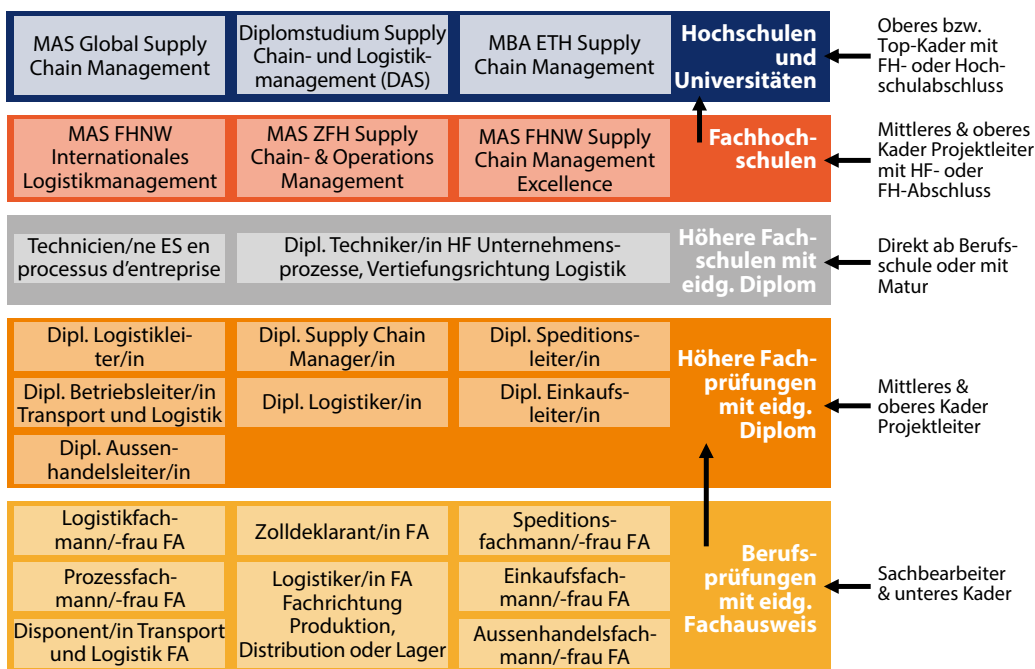 MAS Global Supply
Chain Management
Diplomstudium Supply
Chain- und Logistik-
management (DAS)
MBA ETH Supply
Chain Management
Hochschulen
und
Universitäten
Oberes bzw.
Top-Kader mit
FH- oder Hoch-
schulabschluss
MAS FHNW
Internationales
Logistikmanagement
MAS ZFH Supply
Chain- & Operations
Management
MAS FHNW Supply
Chain Management
Excellence
Fachhoch-
schulen
Mittleres & oberes
Kader Projektleiter
mit HF- oder
FH-Abschluss
Technicien/ne ES en
processus d’entreprise
Dipl. Techniker/in HF Unternehmens-
prozesse, Vertiefungsrichtung Logistik
Höhere Fach-
schulen mit
eidg. Diplom
Direkt ab Berufs-
schule oder mit
Matur
Dipl. Logistiklei-
ter/in
Dipl. Supply Chain
Manager/in
Dipl. Speditions-
leiter/in
Dipl. Betriebsleiter/in
Transport und Logistik
Dipl. Logistiker/in
Dipl. Einkaufs-
leiter/in
Dipl. Aussen-
handelsleiter/in
Höhere Fach-
prüfungen
mit eidg.
Diplom
Mittleres &
oberes Kader
Projektleiter
Logistikfach-
mann/-frau FA
Zolldeklarant/in FA
Speditions-
fachmann/-frau FA
Prozessfach-
mann/-frau FA
Logistiker/in FA
Fachrichtung
Produktion,
Distribution oder Lager
Einkaufsfach-
mann/-frau FA
Disponent/in Transport
und Logistik FA
Aussenhandelsfach-
mann/-frau FA
Berufs-
prüfungen
mit eidg.
Fachausweis
Sachbearbeiter
& unteres Kader